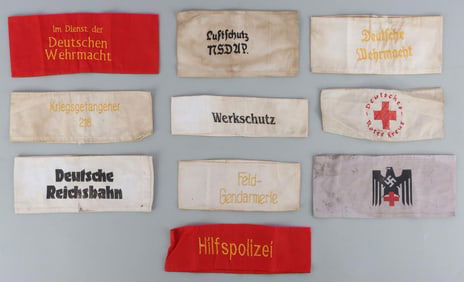 Im Dienst der
Deutschen
Wehrmacht
Luftschutz
NSDAP.
Deutsche
Wehrmacht
Kriegsgefangener
218
Werkschutz
Deutsches
Rotes Kreuz
Deutsche
Reichsbahn
Feld-
Gendarmerie
Hilfspolizei